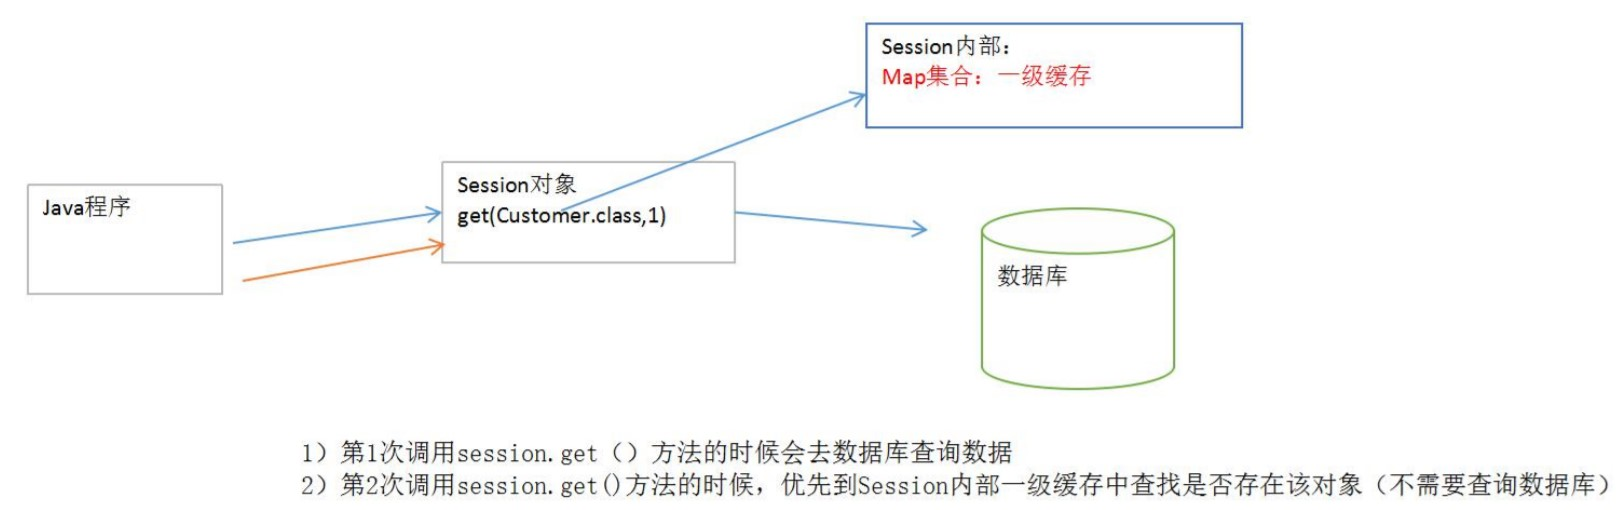 Session内部：
Map集合：一级缓存
Session对象
get(Customer.class,1)
Java程序
数据库
1）第1次调用session.get（）方法的时候会去数据库查询数据
2）第2次调用session.get()方法的时候，优先到Session内部一级缓存中查找是否存在该对象（不需要查询数据库）